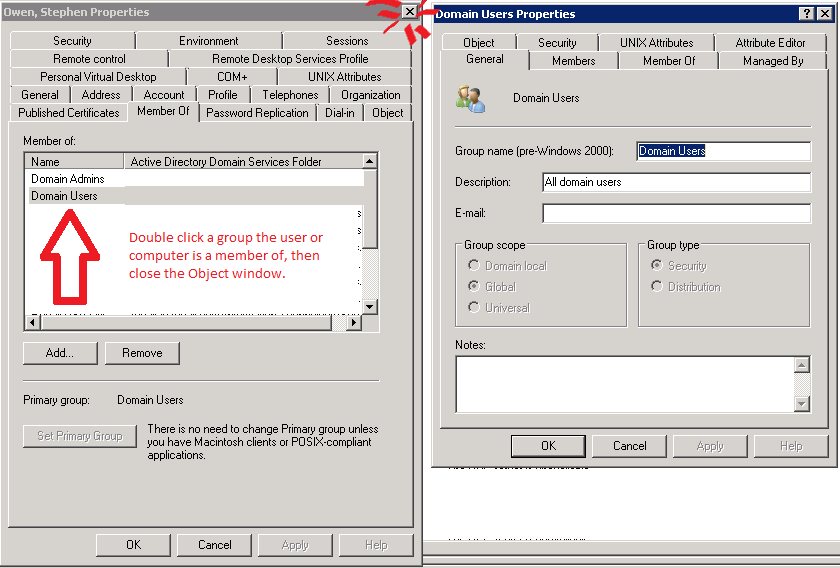 Owen, Stephen Properties
Security Environment Sessions
Remote control Remote Desktop Services Profile
Personal Virtual Desktop COM+ UNIX Attributes
General Address Account Profile Telephones Organization
Published Certificates Member Of Password Replication Dial-in Object
Member of:
Name Active Directory Domain Services Folder
Domain Admins
Domain Users
Double click a group the user or
computer is a member of, then
close the Object window.
Add... Remove
Primary group: Domain Users
Set Primary Group
There is no need to change Primary group unless
you have Macintosh clients or POSIX-compliant
applications.
OK Cancel Apply Help
Domain Users Properties
Object Security UNIX Attributes Attribute Editor
General Members Member Of Managed By
Domain Users
Group name (pre-Windows 2000): Domain Users
Description: All domain users
E-mail:
Group scope
Domain local
Global
Universal
Group type
Security
Distribution
Notes:
OK Cancel Apply Help